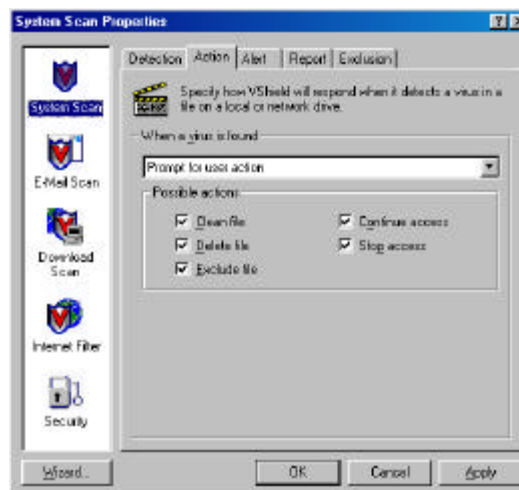 System Scan Properties
System Scan
E-Mail Scan
Download
Scan
Internet Filter
Security
Wizard...
Detection Action Alert Report Exclusion
Specify how VShield will respond when it detects a virus in a
file on a local or network drive.
When a virus is found
Prompt for user action
Possible actions
Clean file
Continue access
Delete file
Stop access
Exclude file
OK
Cancel
Apply